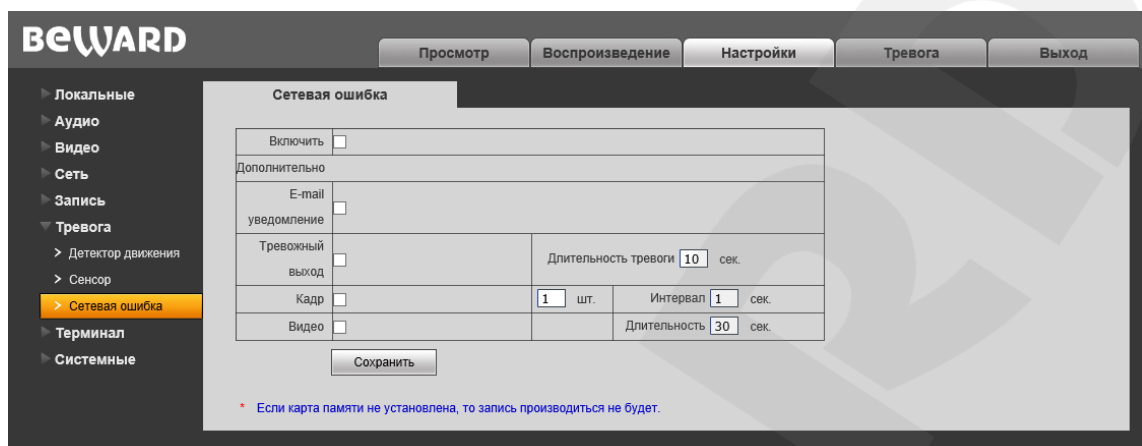 BEWARD
Просмотр Воспроизведение Настройки Тревога Выход
Локальные
Аудио
Видео
Сеть
Запись
Тревога
> Детектор движения
> Сенсор
> Сетевая ошибка
Терминал
Системные
Сетевая ошибка
Включить
Дополнительно
E-mail
уведомление
Тревожный
выход
Длительность тревоги 10 сек.
Кадр 1 шт. Интервал 1 сек.
Видео Длительность 30 сек.
Сохранить
* Если карта памяти не установлена, то запись производиться не будет.